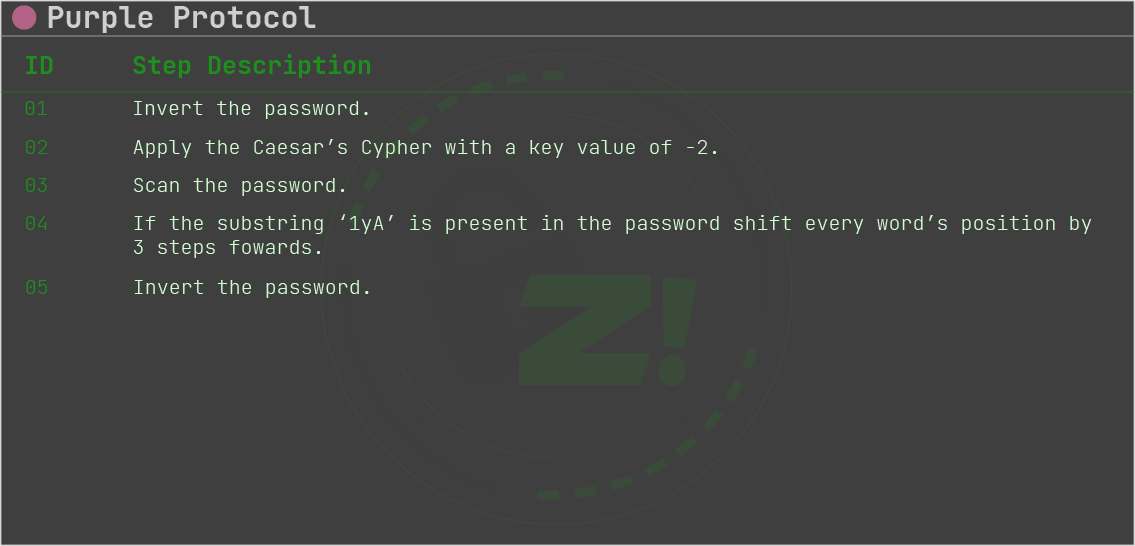 Purple Protocol
ID Step Description
01 Invert the password.
02 Apply the Caesar’s Cypher with a key value of -2.
03 Scan the password.
04 If the substring ‘1yA’ is present in the password shift every word’s position by
3 steps fowards.
05 Invert the password.
Z!